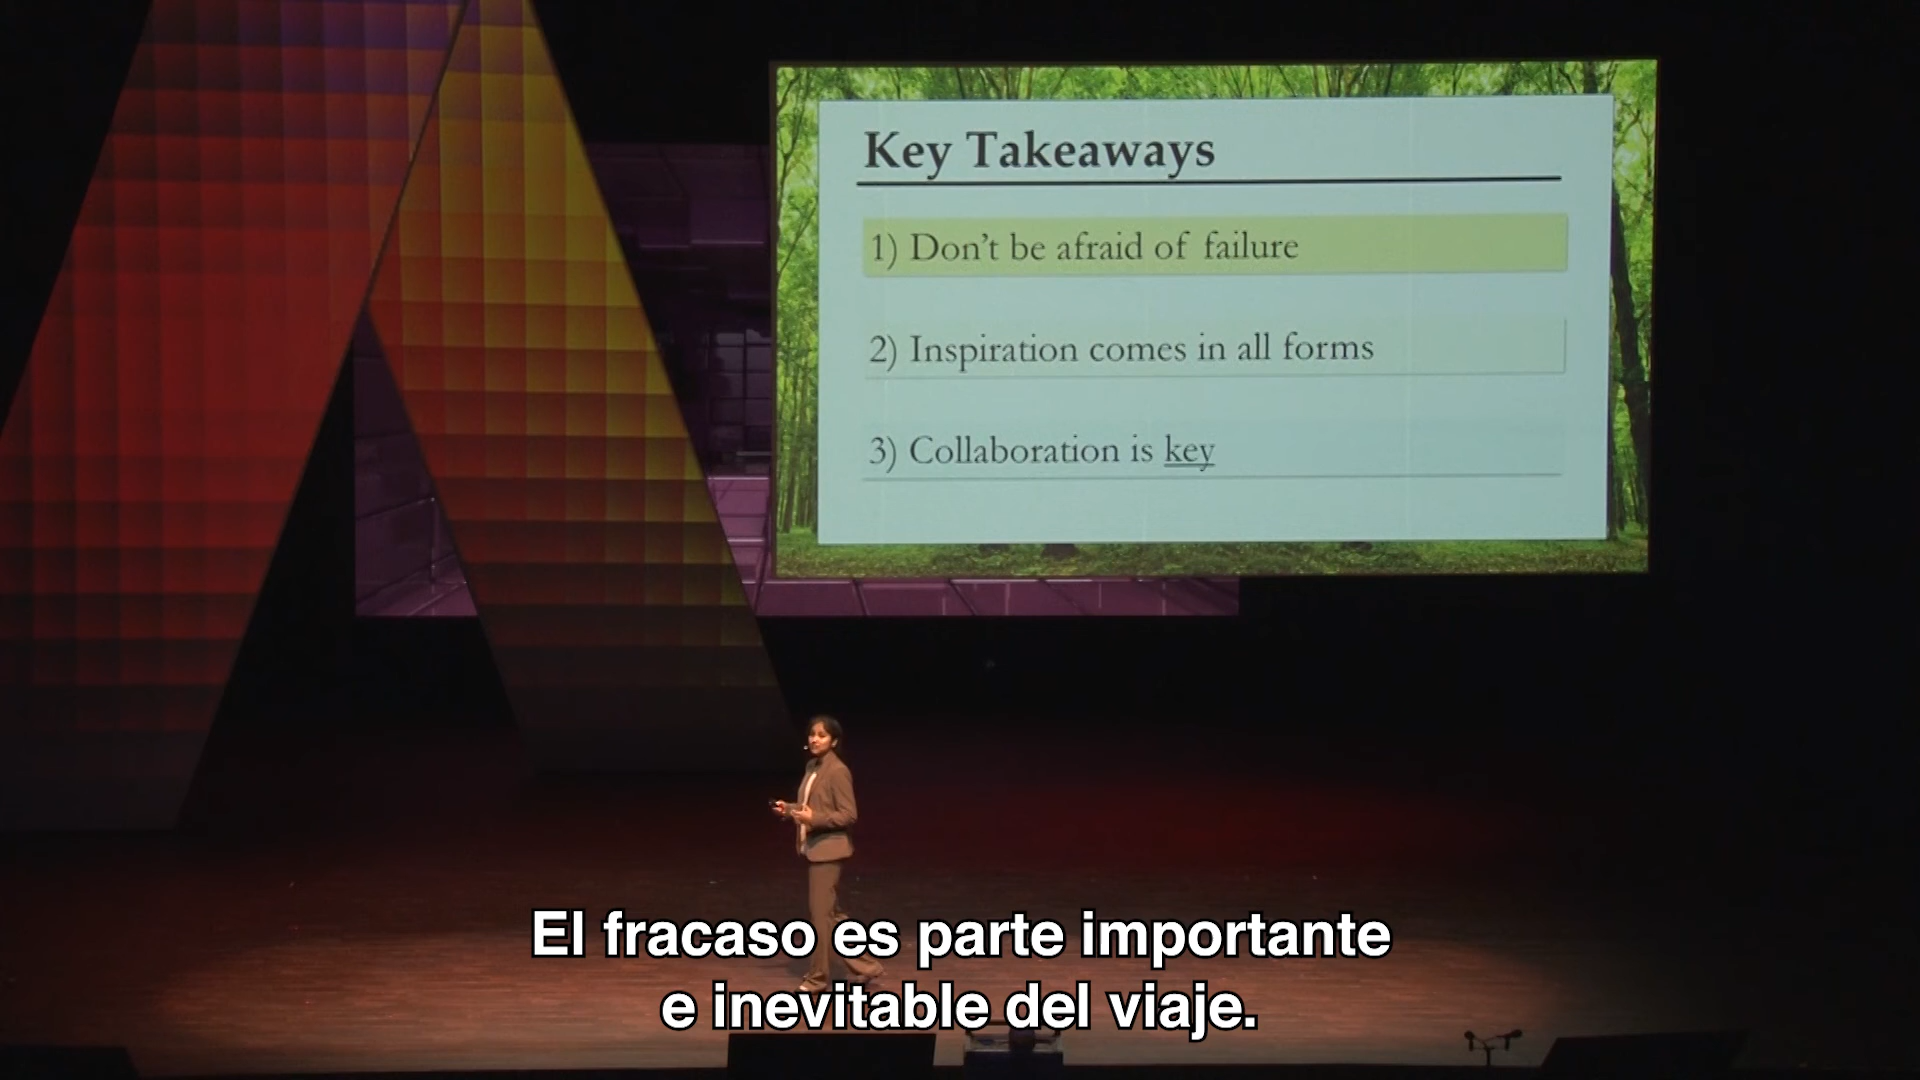 Key Takeaways
1) Don't be afraid of failure
2) Inspiration comes in all forms
3) Collaboration is key
El fracaso es parte importante
e inevitable del viaje.